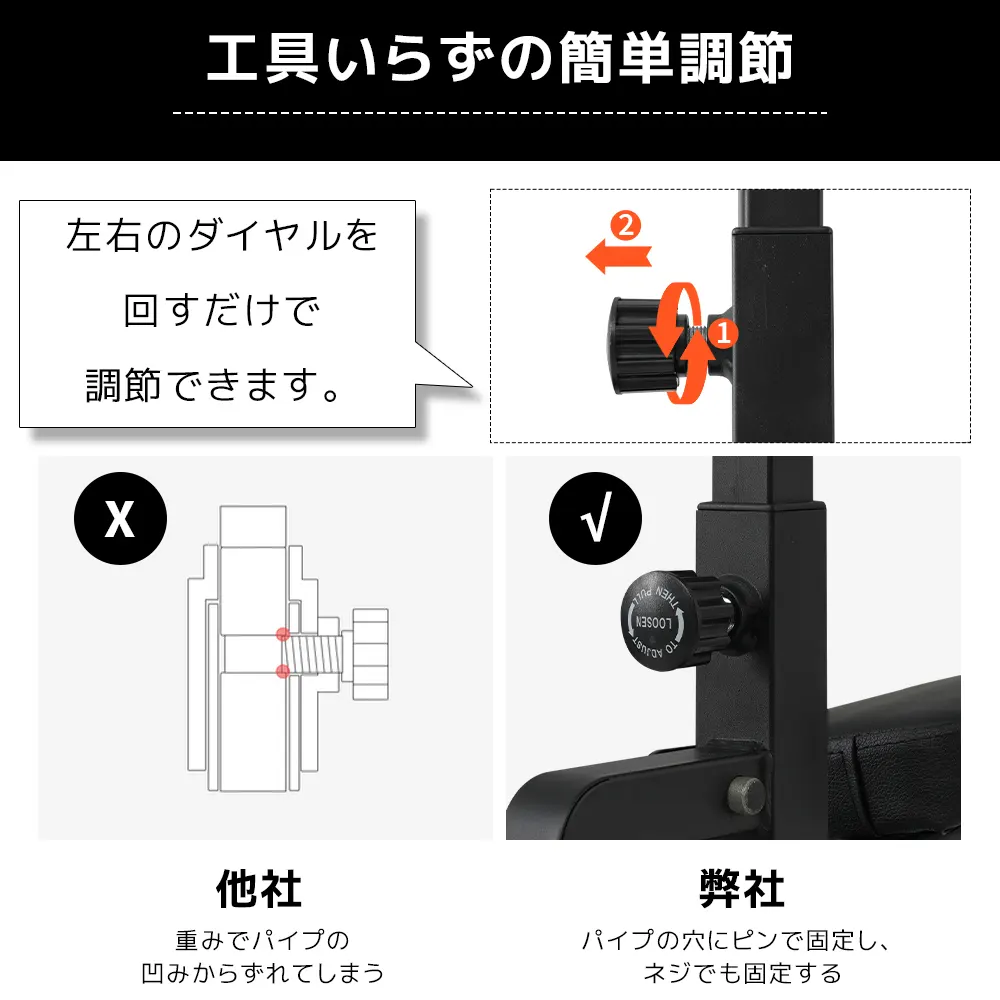 工具いらずの簡単調節
左右のダイヤルを
回すだけで
調節できます。
2
1
X
√
LOOSEN
THEN PULL
TO ADJUST
他社
重みでパイプの
凹みからずれてしまう
弊社
パイプの穴にピンで固定し、
ネジでも固定する